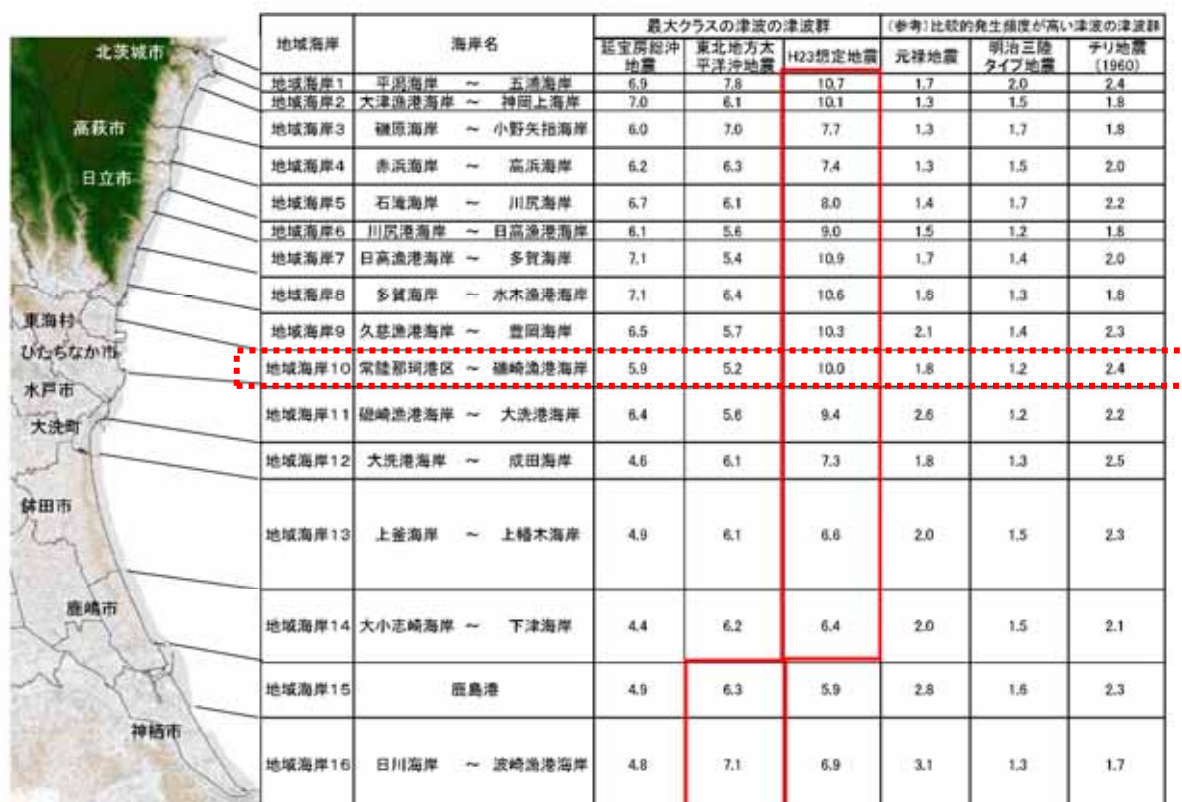 北茨城市
高萩市
日立市
東海村
ひたちなか市
水戸市
大洗町
鉾田市
鹿嶋市
神栖市
地域海岸 海岸名 最大クラスの津波の津波群 (参考)比較的発生頻度が高い津波の津波群
延宝房総沖地震 東北地方太平洋沖地震 H23想定地震 元禄地震 明治三陸タイプ地震 チリ地震(1960)
地域海岸1 平潟海岸 ~ 五浦海岸 6.9 7.8 10.7 1.7 2.0 2.4
地域海岸2 大津漁港海岸 ~ 神岡上海岸 7.0 6.1 10.1 1.3 1.5 1.8
地域海岸3 磯原海岸 ~ 小野矢指海岸 6.0 7.0 7.7 1.3 1.7 1.8
地域海岸4 赤浜海岸 ~ 高浜海岸 6.2 6.3 7.4 1.3 1.5 2.0
地域海岸5 石滝海岸 ~ 川尻海岸 6.7 6.1 8.0 1.4 1.7 2.2
地域海岸6 川尻港海岸 ~ 日高漁港海岸 6.1 5.6 9.0 1.5 1.2 1.8
地域海岸7 日高漁港海岸 ~ 多賀海岸 7.1 5.4 10.9 1.7 1.4 2.0
地域海岸8 多賀海岸 ~ 水木漁港海岸 7.1 6.4 10.6 1.8 1.3 1.8
地域海岸9 久慈漁港海岸 ~ 豊岡海岸 6.5 5.7 10.3 2.1 1.4 2.3
地域海岸10 常陸那珂港区 ~ 磯崎漁港海岸 5.9 5.2 10.0 1.8 1.2 2.4
地域海岸11 磯崎漁港海岸 ~ 大洗港海岸 6.4 5.6 9.4 2.6 1.2 2.2
地域海岸12 大洗港海岸 ~ 成田海岸 4.6 6.1 7.3 1.8 1.3 2.5
地域海岸13 上釜海岸 ~ 上幡木海岸 4.9 6.1 6.6 2.0 1.5 2.3
地域海岸14 大小志崎海岸 ~ 下津海岸 4.4 6.2 6.4 2.0 1.5 2.1
地域海岸15 鹿島港 4.9 6.3 5.9 2.8 1.6 2.3
地域海岸16 日川海岸 ~ 波崎漁港海岸 4.8 7.1 6.9 3.1 1.3 1.7